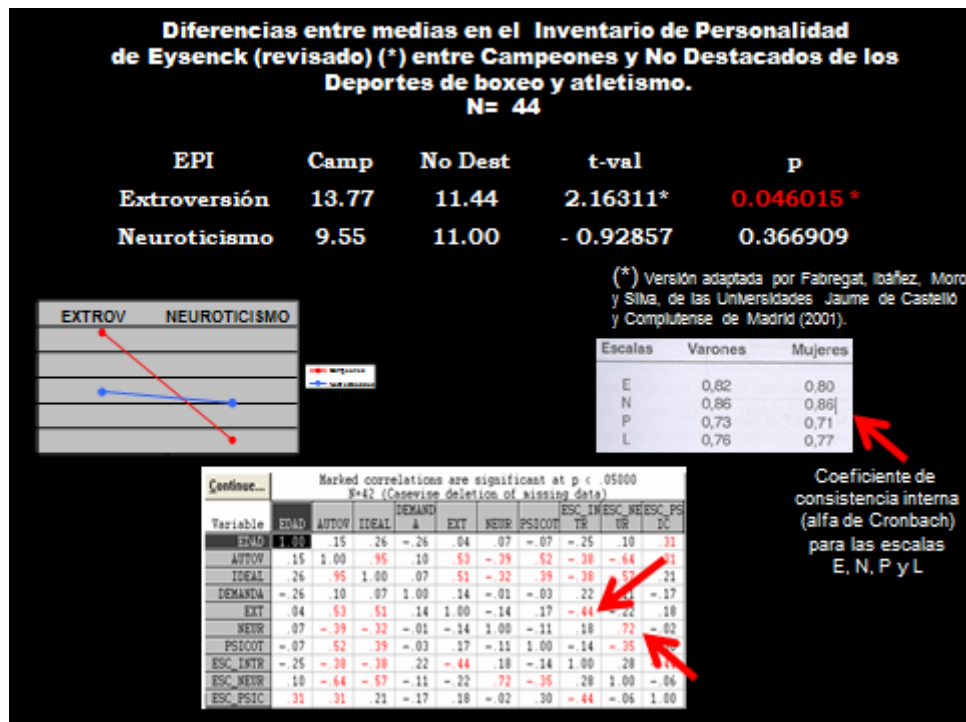 Diferencias entre medias en el Inventario de Personalidad
de Eysenck (revisado) (*) entre Campeones y No Destacados de los
Deportes de boxeo y atletismo.
N= 44
EPI Camp No Dest t-val p
Extroversión 13.77 11.44 2.16311* 0.046015 *
Neuroticismo 9.55 11.00 - 0.92857 0.366909
(*) Versión adaptada por Fabregat, Ibáñez, Moro
y Silva, de las Universidades Jaume de Castelló
y Complutense de Madrid (2001).
EXTROV NEUROTICISMO
Escalas Varones Mujeres
E 0,82 0,80
N 0,86 0,86
P 0,73 0,71
L 0,76 0,77
Coeficiente de
consistencia interna
(alfa de Cronbach)
para las escalas
E, N, P y L
Continue...
Marked correlations are significant at p < .05000
N=42 (Casewise deletion of missing data)
DEMAND ESC_IN ESC_NE ESC_PS
Variable EDAD AUTOV IDEAL A EXT NEUR PSICOT TR UR IC
EDAD 1.00 .15 .26 -.26 .04 .07 -.07 -.25 .10 .31
AUTOV .15 1.00 .95 .10 .53 -.39 .52 -.38 -.64
IDEAL .26 .95 1.00 .07 .51 -.32 .39 -.38 .21
DEMANDA -.26 .10 .07 1.00 .14 -.01 -.03 .22 -.17
EXT .04 .53 .51 .14 1.00 -.14 .17 -.44 -.22 .18
NEUR .07 -.39 -.32 -.01 -.14 1.00 -.11 .18 .72 -.02
PSICOT -.07 .52 .39 -.03 .17 -.11 1.00 -.14 -.35
ESC_INTR -.25 -.38 -.38 .22 -.44 .18 -.14 1.00 .28
ESC_NEUR .10 -.64 -.57 -.11 -.22 .72 -.35 .28 1.00 -.06
ESC_PSIC .31 .31 .21 -.17 .18 -.02 .30 -.44 -.06 1.00